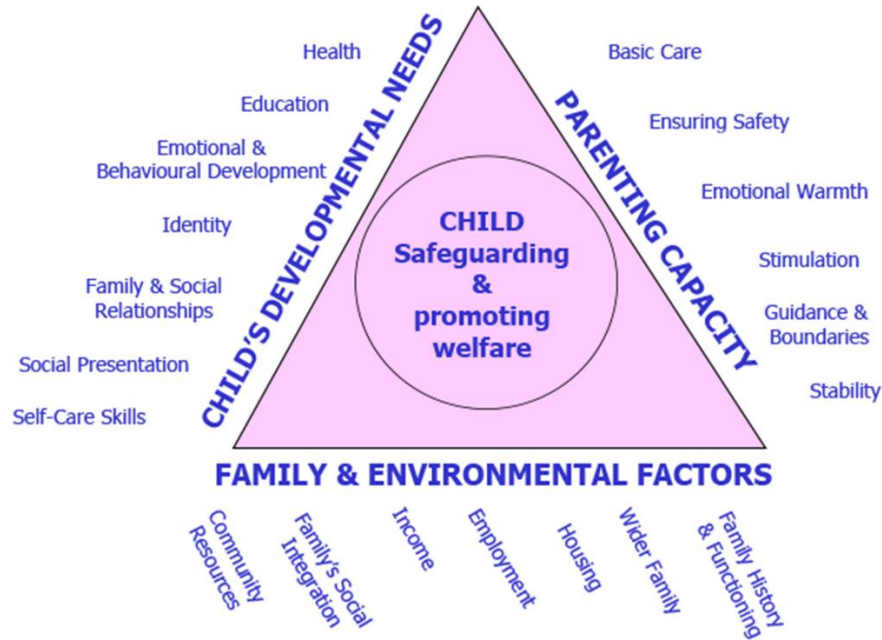 CHILD'S DEVELOPMENTAL NEEDS
Health
Education
Emotional &
Behavioural Development
Identity
Family & Social
Relationships
Social Presentation
Self-Care Skills
PARENTING CAPACITY
Basic Care
Ensuring Safety
Emotional Warmth
Stimulation
Guidance &
Boundaries
Stability
CHILD
Safeguarding
&
promoting
welfare
FAMILY & ENVIRONMENTAL FACTORS
Community
Resources
Family's Social
Integration
Income
Employment
Housing
Wider Family
Family History
& Functioning